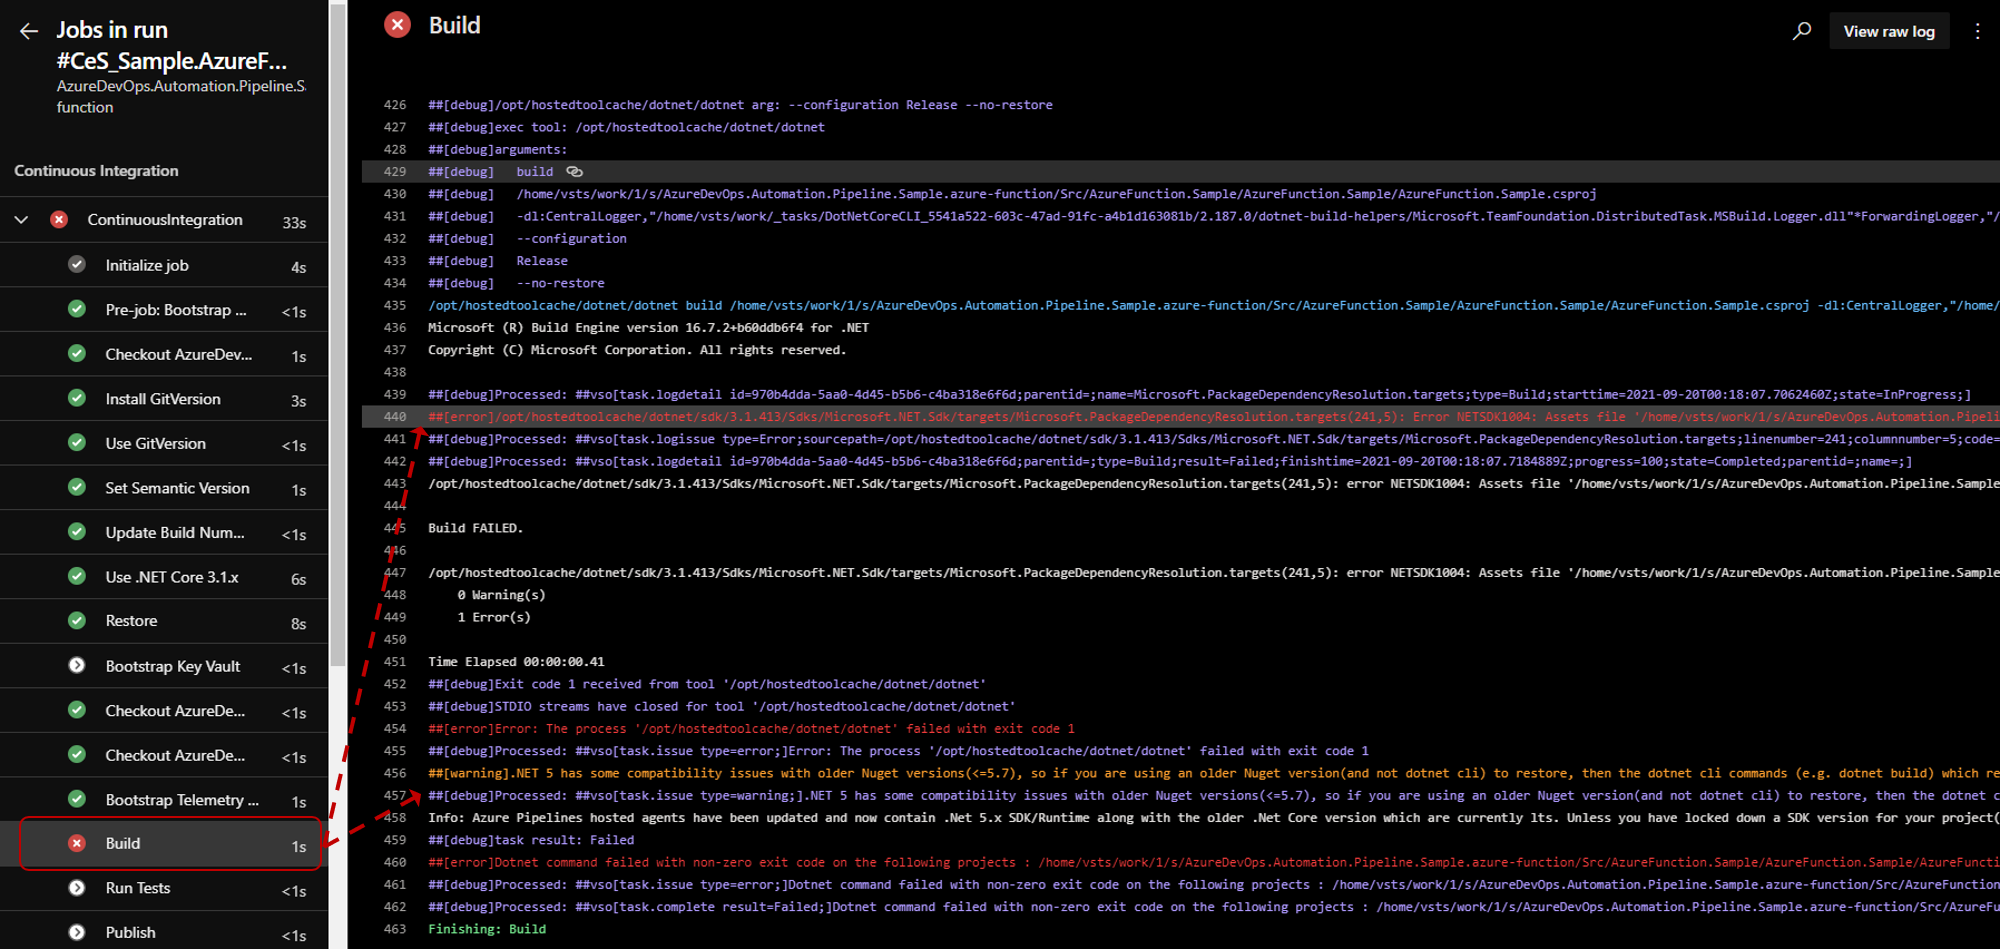 Jobs in run
#CeS_Sample.AzureF...
AzureDevOps.Automation.Pipeline.S
function
Continuous Integration
ContinuousIntegration 33s
Initialize job 4s
Pre-job: Bootstrap ... <1s
Checkout AzureDev... 1s
Install GitVersion 3s
Use GitVersion <1s
Set Semantic Version 1s
Update Build Num... <1s
Use .NET Core 3.1.x 6s
Restore 8s
Bootstrap Key Vault <1s
Checkout AzureDe... <1s
Checkout AzureDe... <1s
Bootstrap Telemetry ... 1s
Build 1s
Run Tests <1s
Publish <1s
Build
View raw log
426 ##[debug]/opt/hostedtoolcache/dotnet/dotnet arg: --configuration Release --no-restore
427 ##[debug]exec tool: /opt/hostedtoolcache/dotnet/dotnet
428 ##[debug]arguments:
429 ##[debug] build
430 ##[debug] /home/vsts/work/1/s/AzureDevOps.Automation.Pipeline.Sample.azure-function/Src/AzureFunction.Sample/AzureFunction.Sample/AzureFunction.Sample.csproj
431 ##[debug] -dl:CentralLogger,"/home/vsts/work/_tasks/DotNetCoreCLI_5541a522-603c-47ad-91fc-a4b1d163081b/2.187.0/dotnet-build-helpers/Microsoft.TeamFoundation.DistributedTask.MSBuild.Logger.dll"*ForwardingLogger,"/
432 ##[debug] --configuration
433 ##[debug] Release
434 ##[debug] --no-restore
435 /opt/hostedtoolcache/dotnet/dotnet build /home/vsts/work/1/s/AzureDevOps.Automation.Pipeline.Sample.azure-function/Src/AzureFunction.Sample/AzureFunction.Sample/AzureFunction.Sample.csproj -dl:CentralLogger,"/home/
436 Microsoft (R) Build Engine version 16.7.2+b60ddb6f4 for .NET
437 Copyright (C) Microsoft Corporation. All rights reserved.
438
439 ##[debug]Processed: ##vso[task.logdetail id=970b4dda-5aa0-4d45-b5b6-c4ba318e6f6d;parentid=;name=Microsoft.PackageDependencyResolution.targets;type=Build;starttime=2021-09-20T00:18:07.7062460Z;state=InProgress;]
440 ##[error]/opt/hostedtoolcache/dotnet/sdk/3.1.413/Sdks/Microsoft.NET.Sdk/targets/Microsoft.PackageDependencyResolution.targets(241,5): Error NETSDK1004: Assets file '/home/vsts/work/1/s/AzureDevOps.Automation.Pipeli
441 ##[debug]Processed: ##vso[task.logissue type=Error;sourcepath=/opt/hostedtoolcache/dotnet/sdk/3.1.413/Sdks/Microsoft.NET.Sdk/targets/Microsoft.PackageDependencyResolution.targets;linenumber=241;columnnumber=5;code=
442 ##[debug]Processed: ##vso[task.logdetail id=970b4dda-5aa0-4d45-b5b6-c4ba318e6f6d;parentid=;type=Build;result=Failed;finishtime=2021-09-20T00:18:07.7184889Z;progress=100;state=Completed;parentid=;name=;]
443 /opt/hostedtoolcache/dotnet/sdk/3.1.413/Sdks/Microsoft.NET.Sdk/targets/Microsoft.PackageDependencyResolution.targets(241,5): error NETSDK1004: Assets file '/home/vsts/work/1/s/AzureDevOps.Automation.Pipeline.Sample
444
445 Build FAILED.
446
447 /opt/hostedtoolcache/dotnet/sdk/3.1.413/Sdks/Microsoft.NET.Sdk/targets/Microsoft.PackageDependencyResolution.targets(241,5): error NETSDK1004: Assets file '/home/vsts/work/1/s/AzureDevOps.Automation.Pipeline.Sample
448 0 Warning(s)
449 1 Error(s)
450
451 Time Elapsed 00:00:00.41
452 ##[debug]Exit code 1 received from tool '/opt/hostedtoolcache/dotnet/dotnet'
453 ##[debug]STDIO streams have closed for tool '/opt/hostedtoolcache/dotnet/dotnet'
454 ##[error]Error: The process '/opt/hostedtoolcache/dotnet/dotnet' failed with exit code 1
455 ##[debug]Processed: ##vso[task.issue type=error;]Error: The process '/opt/hostedtoolcache/dotnet/dotnet' failed with exit code 1
456 ##[warning].NET 5 has some compatibility issues with older Nuget versions(<=5.7), so if you are using an older Nuget version(and not dotnet cli) to restore, then the dotnet cli commands (e.g. dotnet build) which re
457 ##[debug]Processed: ##vso[task.issue type=warning;].NET 5 has some compatibility issues with older Nuget versions(<=5.7), so if you are using an older Nuget version(and not dotnet cli) to restore, then the dotnet c
458 Info: Azure Pipelines hosted agents have been updated and now contain .Net 5.x SDK/Runtime along with the older .Net Core version which are currently lts. Unless you have locked down a SDK version for your project(
459 ##[debug]task result: Failed
460 ##[error]Dotnet command failed with non-zero exit code on the following projects : /home/vsts/work/1/s/AzureDevOps.Automation.Pipeline.Sample.azure-function/Src/AzureFunction.Sample/AzureFunction.Sample/AzureFuncti
461 ##[debug]Processed: ##vso[task.issue type=error;]Dotnet command failed with non-zero exit code on the following projects : /home/vsts/work/1/s/AzureDevOps.Automation.Pipeline.Sample.azure-function/Src/AzureFunction
462 ##[debug]Processed: ##vso[task.complete result=Failed;]Dotnet command failed with non-zero exit code on the following projects : /home/vsts/work/1/s/AzureDevOps.Automation.Pipeline.Sample.azure-function/Src/AzureFu
463 Finishing: Build